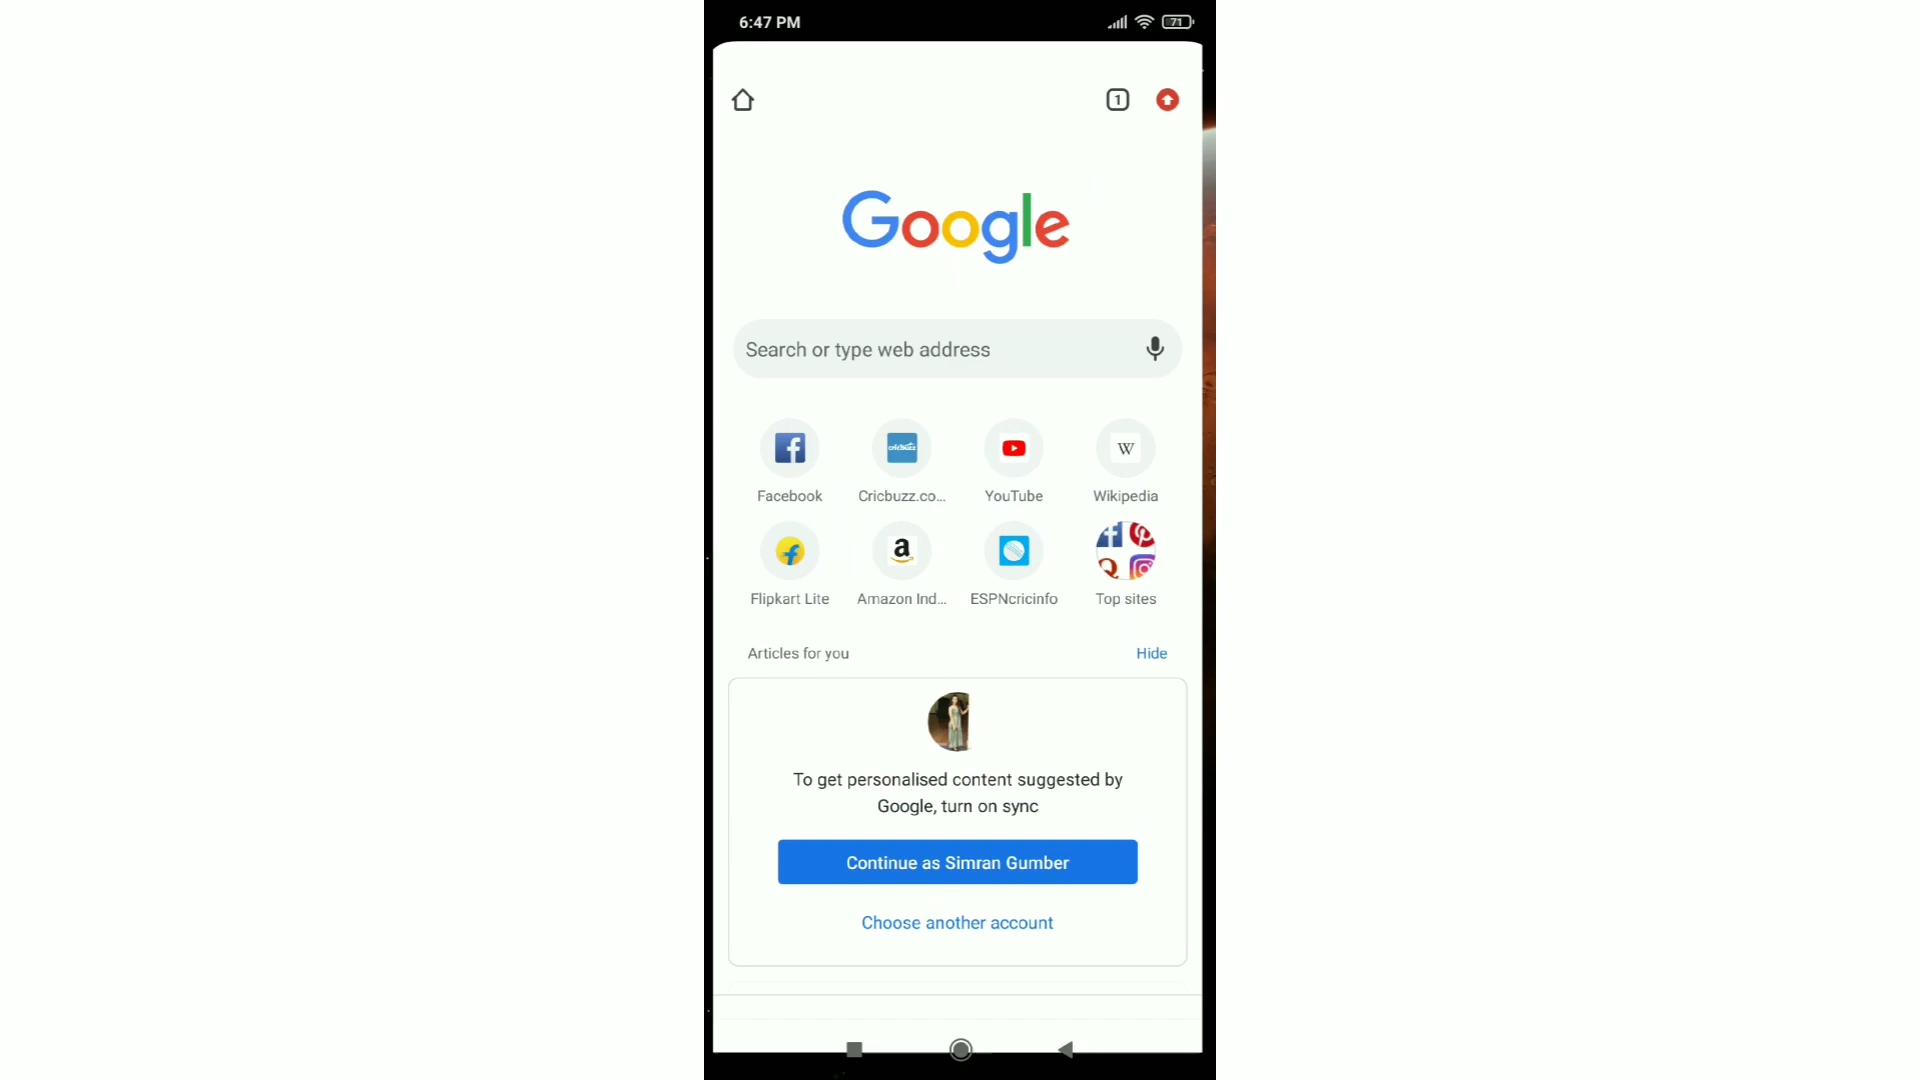 6:47 PM
71
1
Google
Search or type web address
Facebook
Cricbuzz.co...
YouTube
W
Wikipedia
Flipkart Lite
Amazon Ind...
ESPNcricinfo
Top sites
Articles for you
Hide
To get personalised content suggested by
Google, turn on sync
Continue as Simran Gumber
Choose another account